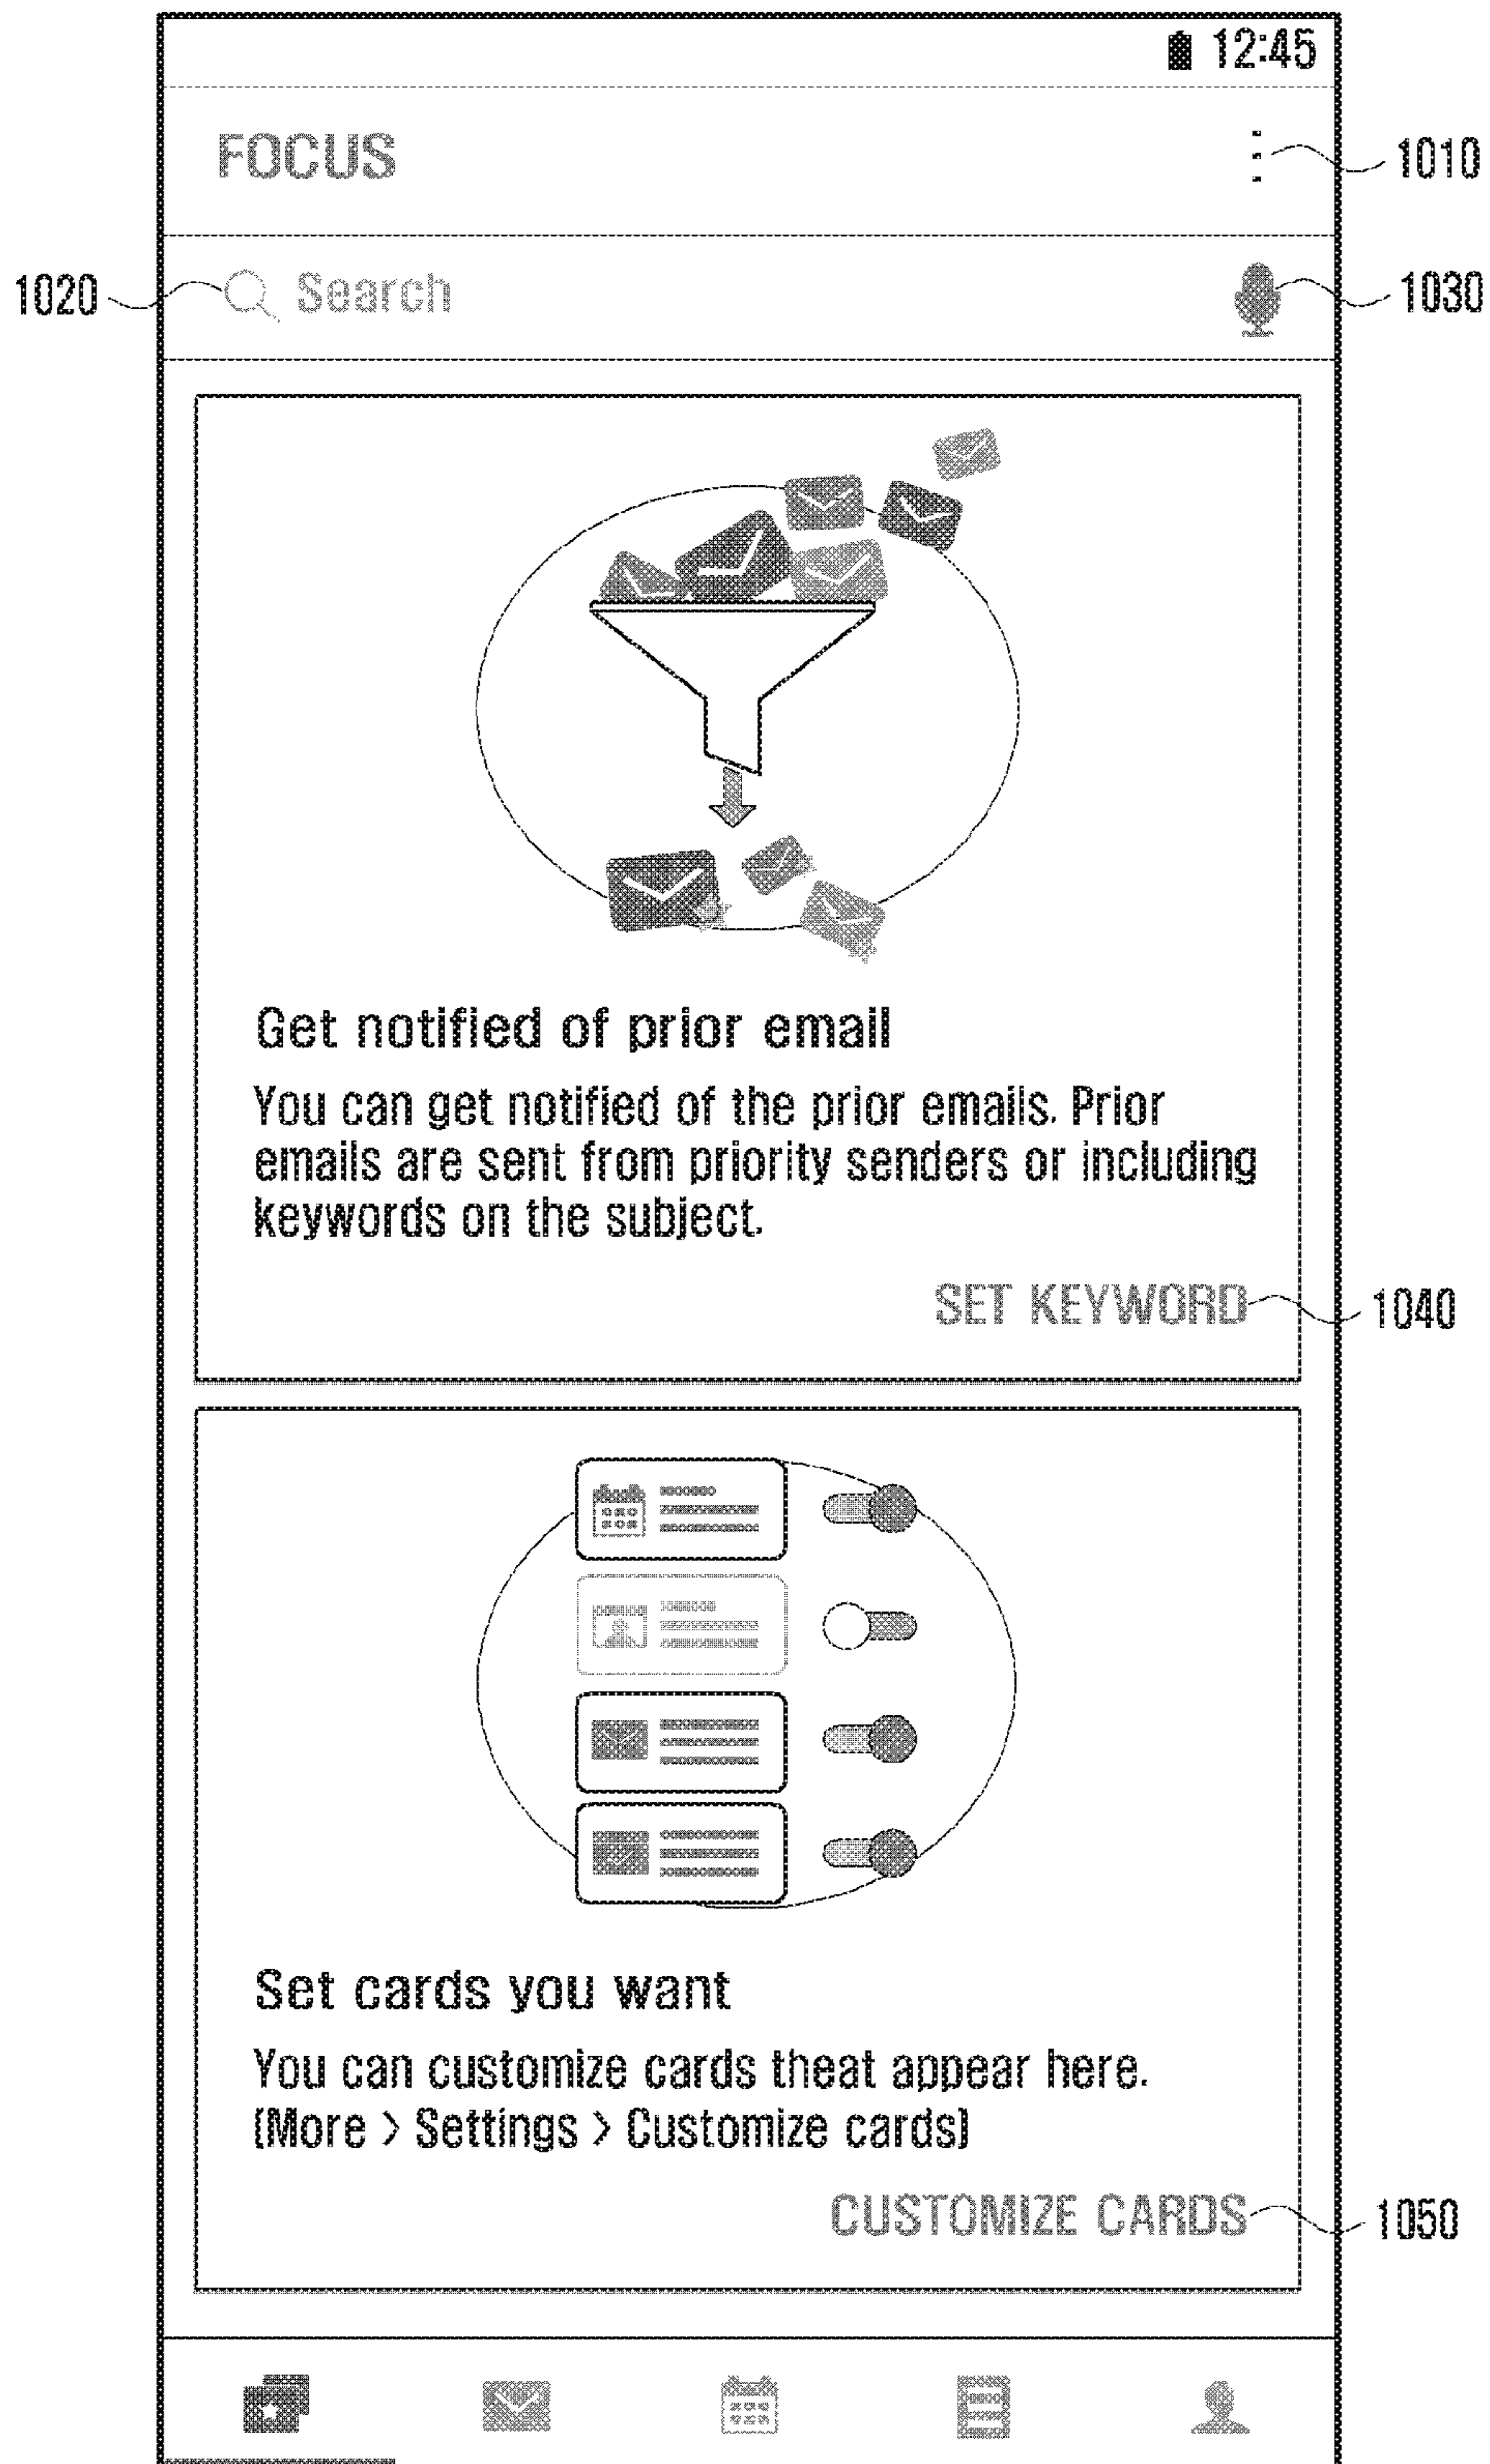 12:45
FOCUS
1010
1020
Search
1030
Get notified of prior email
You can get notified of the prior emails. Prior
emails are sent from priority senders or including
keywords on the subject.
SET KEYWORD
1040
Set cards you want
You can customize cards theat appear here.
(More > Settings > Customize cards)
CUSTOMIZE CARDS
1050